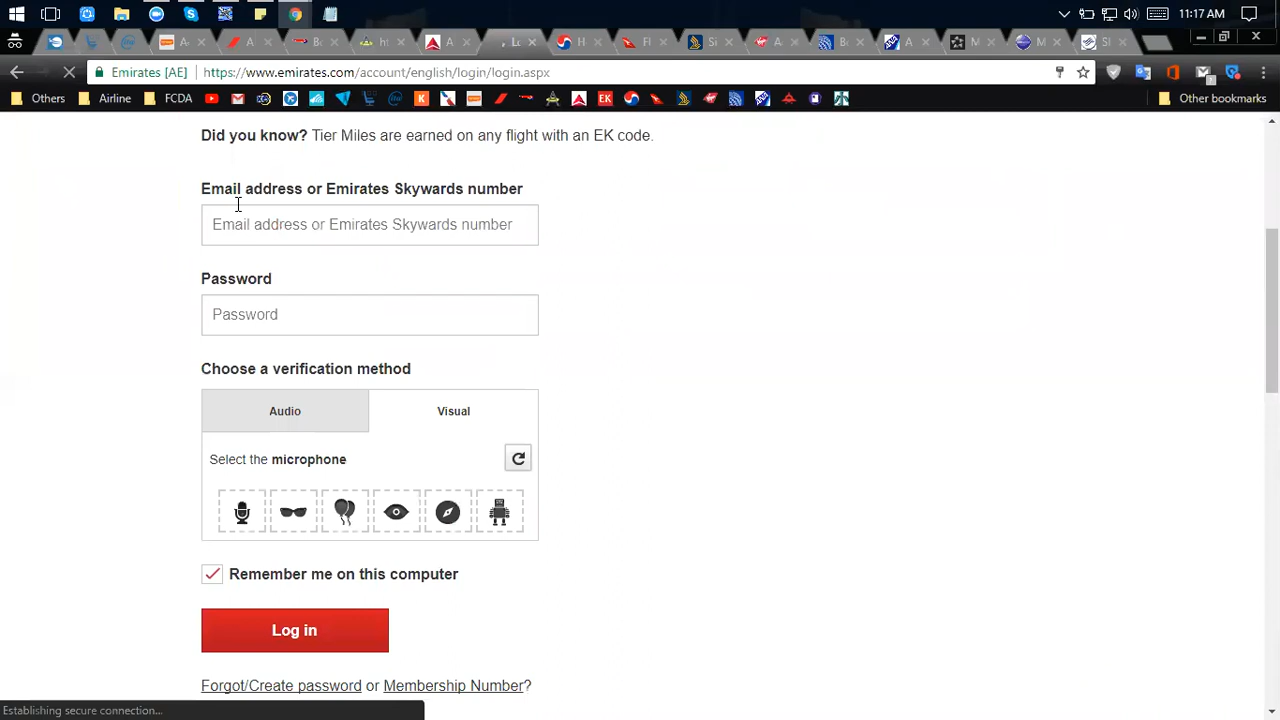 11:17 AM
Emirates [AE] https://www.emirates.com/account/english/login/login.aspx
Others Airline FCDA EK Other bookmarks
Did you know? Tier Miles are earned on any flight with an EK code.
Email address or Emirates Skywards number
Email address or Emirates Skywards number
Password
Password
Choose a verification method
Audio Visual
Select the microphone
Remember me on this computer
Log in
Forgot/Create password or Membership Number?
Establishing secure connection...